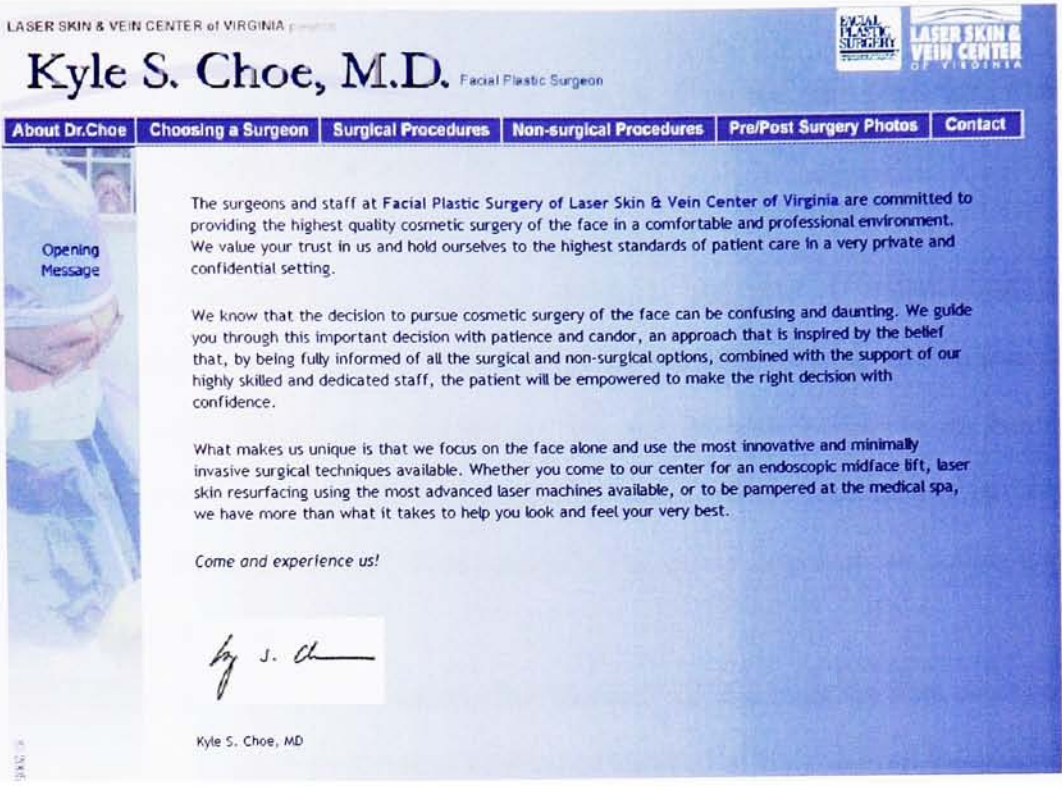 LASER SKIN & VEIN CENTER of VIRGINIA
Kyle S. Choe, M.D. Facial Plastic Surgeon
FACIAL
PLASTIC
SURGERY
LASER SKIN &
VEIN CENTER
OF VIRGINIA
About Dr.Choe Choosing a Surgeon Surgical Procedures Non-surgical Procedures Pre/Post Surgery Photos Contact
Opening
Message
The surgeons and staff at Facial Plastic Surgery of Laser Skin & Vein Center of Virginia are committed to
providing the highest quality cosmetic surgery of the face in a comfortable and professional environment.
We value your trust in us and hold ourselves to the highest standards of patient care in a very private and
confidential setting.
We know that the decision to pursue cosmetic surgery of the face can be confusing and daunting. We guide
you through this important decision with patience and candor, an approach that is inspired by the belief
that, by being fully informed of all the surgical and non-surgical options, combined with the support of our
highly skilled and dedicated staff, the patient will be empowered to make the right decision with
confidence.
What makes us unique is that we focus on the face alone and use the most innovative and minimally
invasive surgical techniques available. Whether you come to our center for an endoscopic midface lift, laser
skin resurfacing using the most advanced laser machines available, or to be pampered at the medical spa,
we have more than what it takes to help you look and feel your very best.
Come and experience us!
Kyle S. Choe, MD